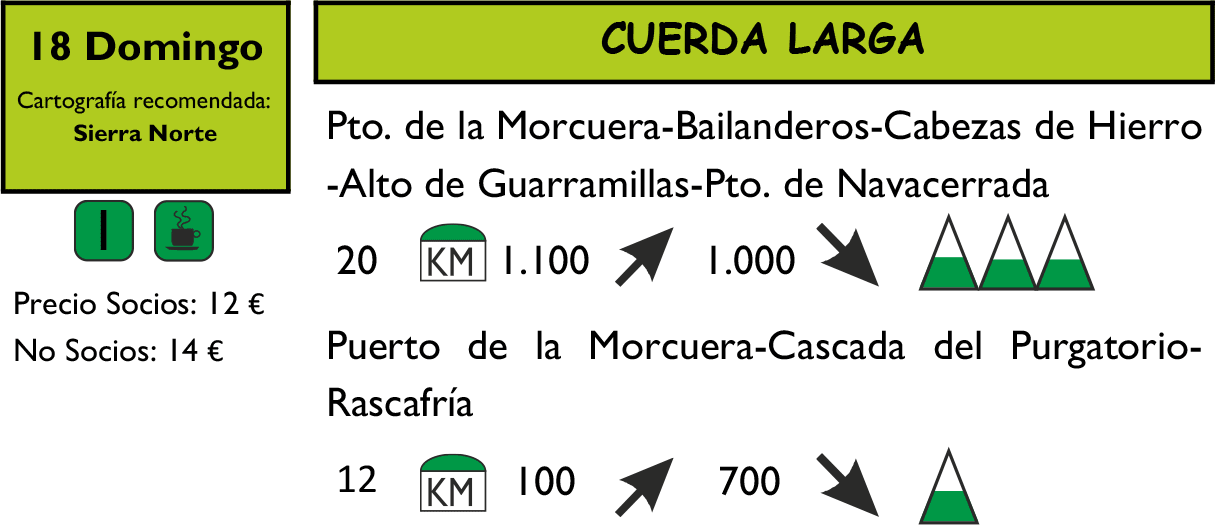 18 Domingo
Cartografía recomendada:
Sierra Norte
I
Precio Socios: 12 €
No Socios: 14 €
CUERDA LARGA
Pto. de la Morcuera-Bailanderos-Cabezas de Hierro
-Alto de Guarramillas-Pto. de Navacerrada
20 KM 1.100 1.000
Puerto de la Morcuera-Cascada del Purgatorio-
Rascafría
12 KM 100 700